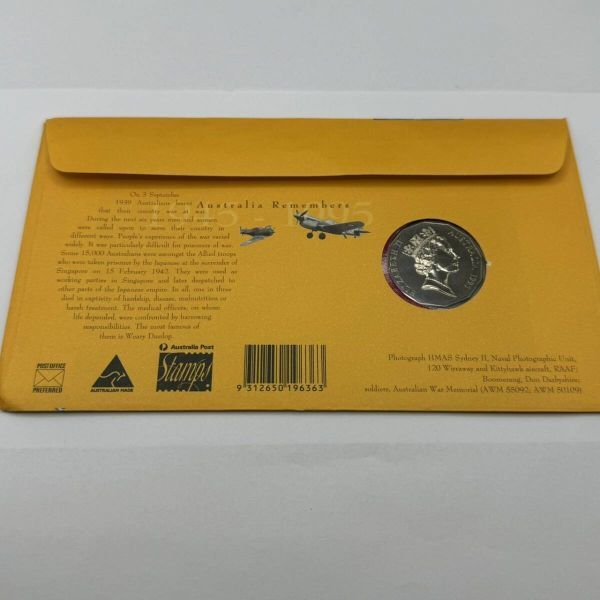 On 3 September
1939 Australians learnt
that their country was at war.
During the next six years men and women
were called upon to serve their country in
different ways. People's experience of the war varied
widely. It was particularly difficult for prisoners of war.
Some 15,000 Australians were amongst the Allied troops
who were taken prisoner by the Japanese at the surrender of
Singapore on 15 February 1942. They were used as
working parties in Singapore and later despatched to
other parts of the Japanese empire. In all, one in three
died in captivity of hardship, disease, malnutrition or
harsh treatment. The medical officers, on whose
life depended, were confronted by harrowing
responsibilities. The most famous of
them is Weary Dunlop.
Australia Remembers
1945 - 1995
ELIZABETH II AUSTRALIA 1995
POST OFFICE
PREFERRED
AUSTRALIAN MADE
Australia Post
Stamps!
9 312650 196363
Photograph HMAS Sydney II, Naval Photographic Unit,
120 Wirraway and Kittyhawk aircraft, RAAF;
Boomerang, Don Darbyshire;
soldiers, Australian War Memorial (AWM 55092; AWM 50109)